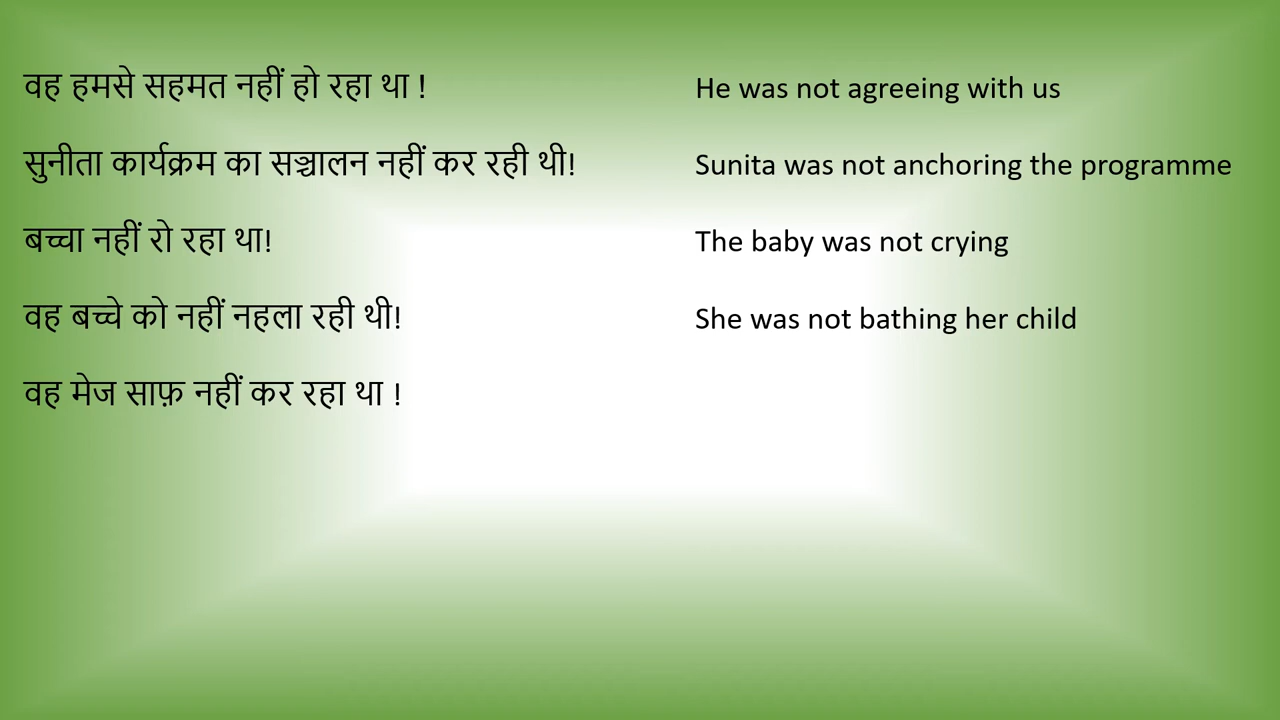 वह हमसे सहमत नहीं हो रहा था ! He was not agreeing with us
सुनीता कार्यक्रम का सञ्चालन नहीं कर रही थी! Sunita was not anchoring the programme
बच्चा नहीं रो रहा था! The baby was not crying
वह बच्चे को नहीं नहला रही थी! She was not bathing her child
वह मेज साफ़ नहीं कर रहा था !